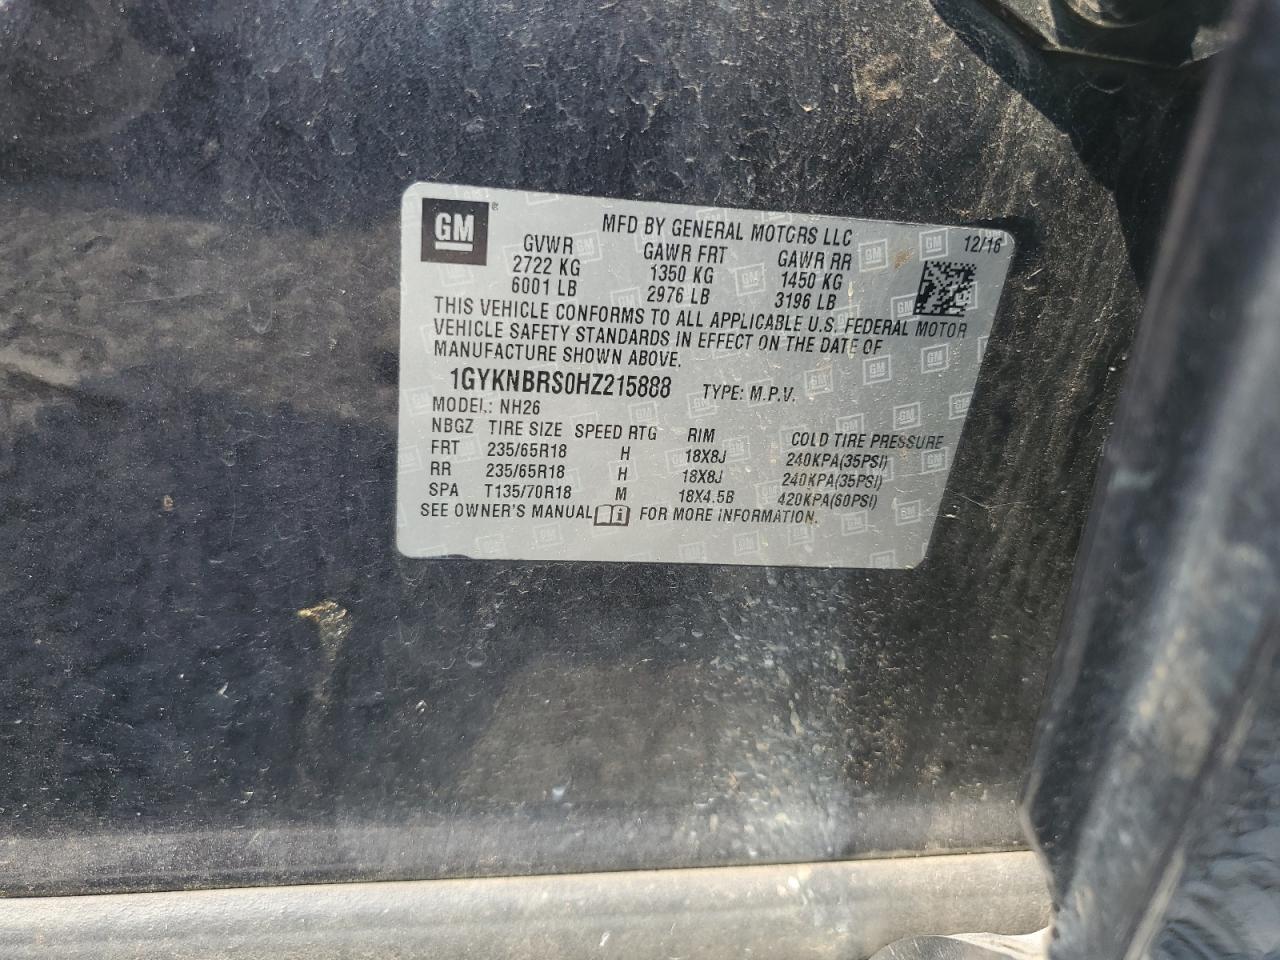 GM ® MFD BY GENERAL MOTORS LLC 12/16
GVWR GAWR FRT GAWR RR
2722 KG 1350 KG 1450 KG
6001 LB 2976 LB 3196 LB
THIS VEHICLE CONFORMS TO ALL APPLICABLE U.S. FEDERAL MOTOR
VEHICLE SAFETY STANDARDS IN EFFECT ON THE DATE OF
MANUFACTURE SHOWN ABOVE.
1GYKNBRS0HZ215888 TYPE: M.P.V.
MODEL: NH26
NBGZ TIRE SIZE SPEED RTG RIM COLD TIRE PRESSURE
FRT 235/65R18 H 18X8J 240KPA(35PSI)
RR 235/65R18 H 18X8J 240KPA(35PSI)
SPA T135/70R18 M 18X4.5B 420KPA(60PSI)
SEE OWNER'S MANUAL FOR MORE INFORMATION.